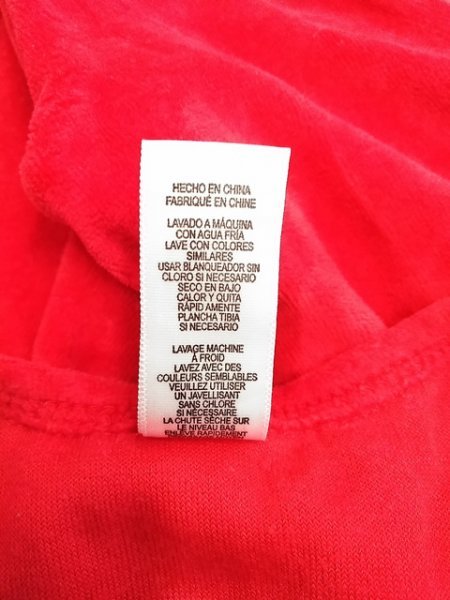 HECHO EN CHINA
FABRIQUÉ EN CHINE
LAVADO A MÁQUINA
CON AGUA FRÍA
LAVE CON COLORES
SIMILARES
USAR BLANQUEADOR SIN
CLORO SI NECESARIO
SECO EN BAJO
CALOR Y QUITA
RÁPID AMENTE
PLANCHA TIBIA
SI NECESARIO
LAVAGE MACHINE
À FROID
LAVEZ AVEC DES
COULEURS SEMBLABLES
VEUILLEZ UTILISER
UN JAVELLISANT
SANS CHLORE
SI NÉCESSAIRE
LA CHUTE SÈCHE SUR
LE NIVEAU BAS
ENLÈVE RAPIDEMENT